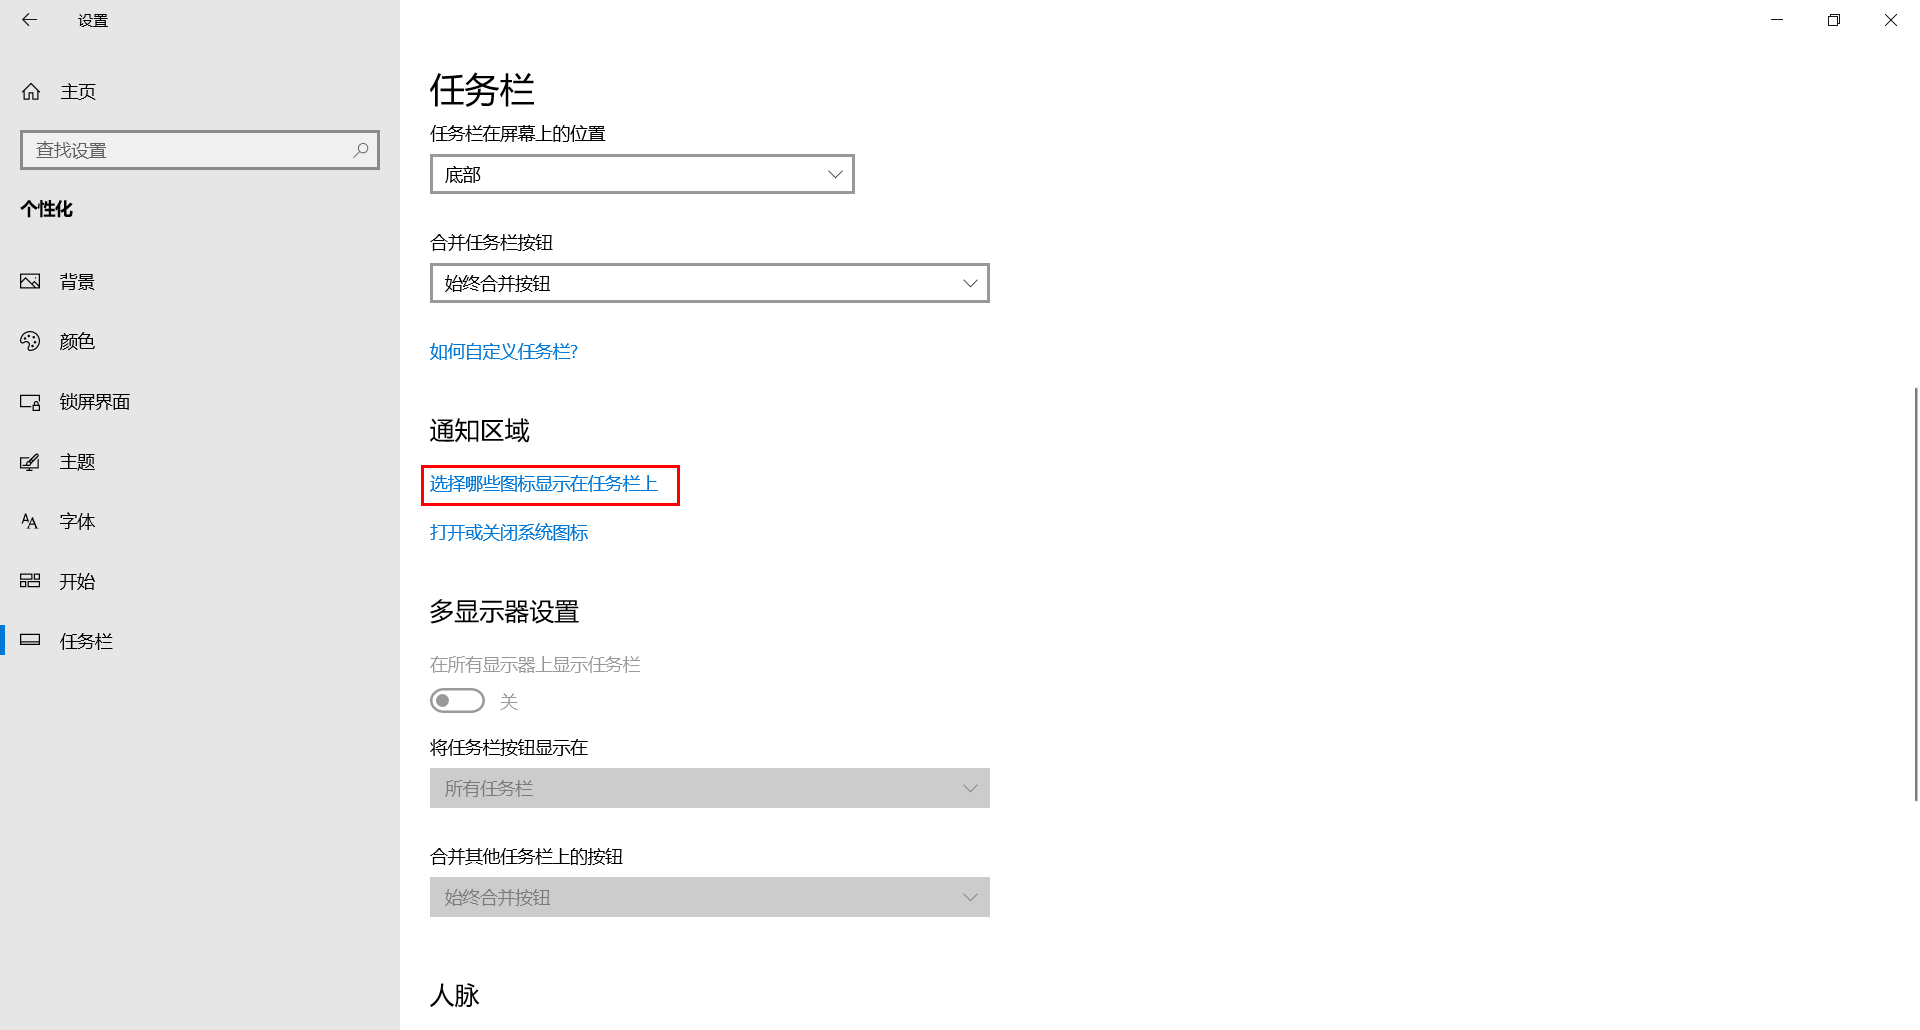 设置
主页
查找设置
个性化
背景
颜色
锁屏界面
主题
字体
开始
任务栏
任务栏
任务栏在屏幕上的位置
底部
合并任务栏按钮
始终合并按钮
如何自定义任务栏?
通知区域
选择哪些图标显示在任务栏上
打开或关闭系统图标
多显示器设置
在所有显示器上显示任务栏
关
将任务栏按钮显示在
所有任务栏
合并其他任务栏上的按钮
始终合并按钮
人脉